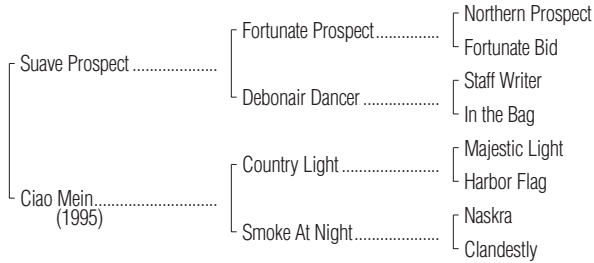 Northern Prospect
Fortunate Prospect...............
Fortunate Bid
Suave Prospect ....................
Staff Writer
Debonair Dancer ..................
In the Bag
Majestic Light
Country Light .......................
Harbor Flag
Ciao Mein.............................
(1995)
Naskra
Smoke At Night....................
Clandestly